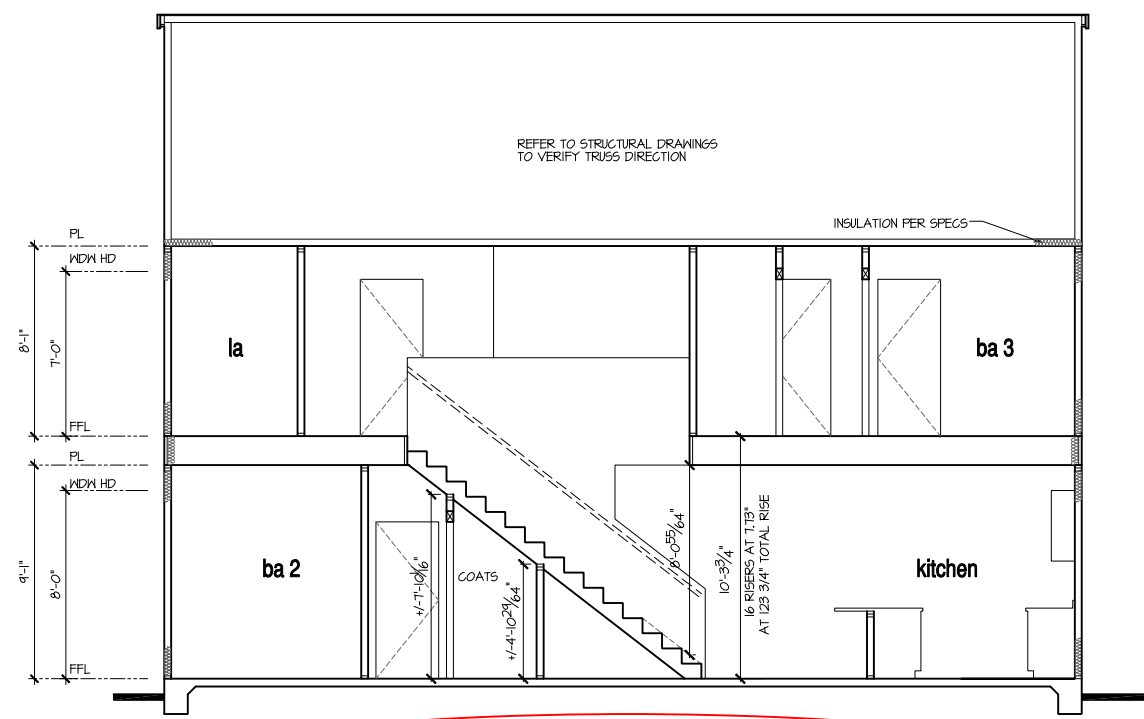 REFER TO STRUCTURAL DRAWINGS
TO VERIFY TRUSS DIRECTION
INSULATION PER SPECS
PL
WDW HD
8'-1"
7'-0"
la
ba 3
FFL
PL
WDW HD
9'-1"
8'-0"
ba 2
+/-7'-10 1/16"
COATS
+/-4'-10 29/64"
8'-0 55/64"
10'-3 3/4"
16 RISERS AT 7.73"
AT 123 3/4" TOTAL RISE
kitchen
FFL